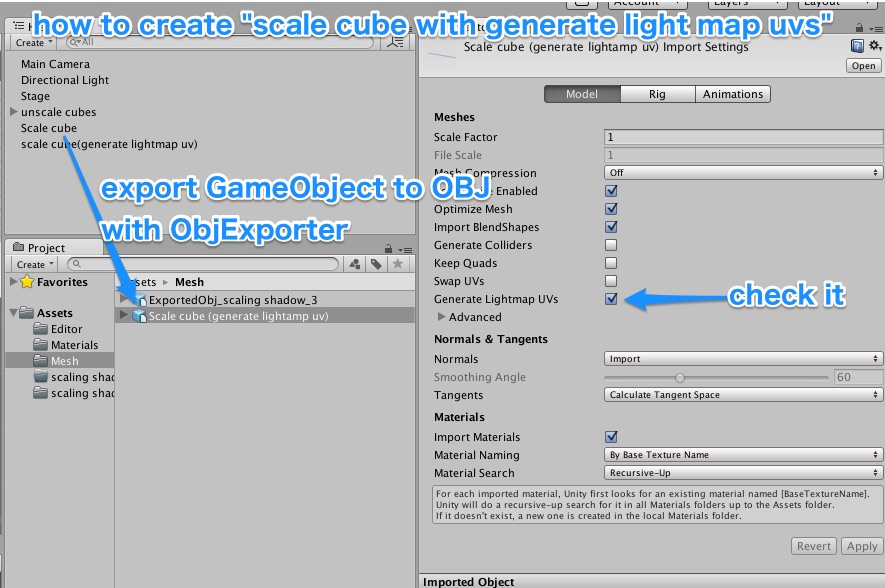 how to create "scale cube with generate light map uvs"
Account
Layers
Layout
Create
All
Main Camera
Directional Light
Stage
unscale cubes
Scale cube
scale cube(generate lightmap uv)
export GameObject to OBJ
with ObjExporter
Project
Create
Favorites
Assets
Editor
Materials
Mesh
scaling shad
scaling shad
sets ▸ Mesh
ExportedObj_scaling shadow_3
Scale cube (generate lightamp uv)
Scale cube (generate lightamp uv) Import Settings
Open
Model Rig Animations
Meshes
Scale Factor 1
File Scale 1
Mesh Compression Off
Enabled
Optimize Mesh
Import BlendShapes
Generate Colliders
Keep Quads
Swap UVs
Generate Lightmap UVs
check it
Advanced
Normals & Tangents
Normals Import
Smoothing Angle 60
Tangents Calculate Tangent Space
Materials
Import Materials
Material Naming By Base Texture Name
Material Search Recursive-Up
For each imported material, Unity first looks for an existing material named [BaseTextureName].
Unity will do a recursive-up search for it in all Materials folders up to the Assets folder.
If it doesn't exist, a new one is created in the local Materials folder.
Revert Apply
Imported Object